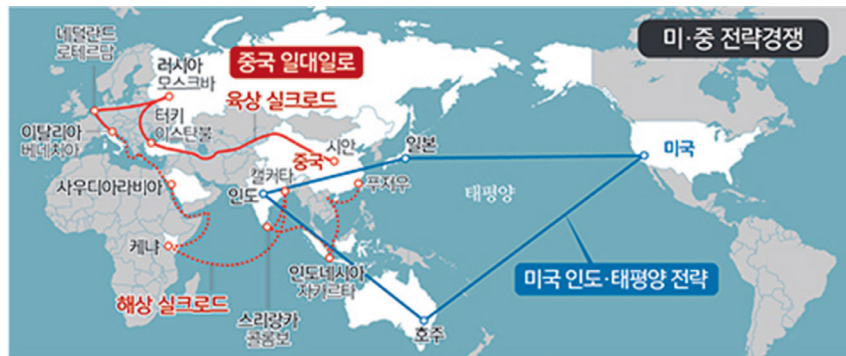 미·중 전략경쟁
네덜란드
로테르담
러시아
모스크바
중국 일대일로
육상 실크로드
터키
이스탄불
이탈리아
베네치아
시안
중국
일본
미국
캘커타
푸저우
태평양
사우디아라비아
인도
케냐
인도네시아
자카르타
미국 인도·태평양 전략
해상 실크로드
스리랑카
콜롬보
호주